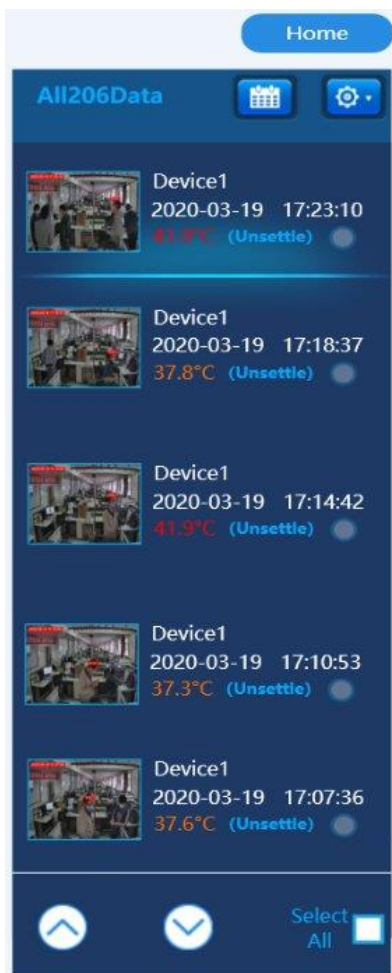 Home
All206Data
Device1
2020-03-19 17:23:10
(Unsettle)
Device1
2020-03-19 17:18:37
37.8°C (Unsettle)
Device1
2020-03-19 17:14:42
41.9°C (Unsettle)
Device1
2020-03-19 17:10:53
37.3°C (Unsettle)
Device1
2020-03-19 17:07:36
37.6°C (Unsettle)
Select
All